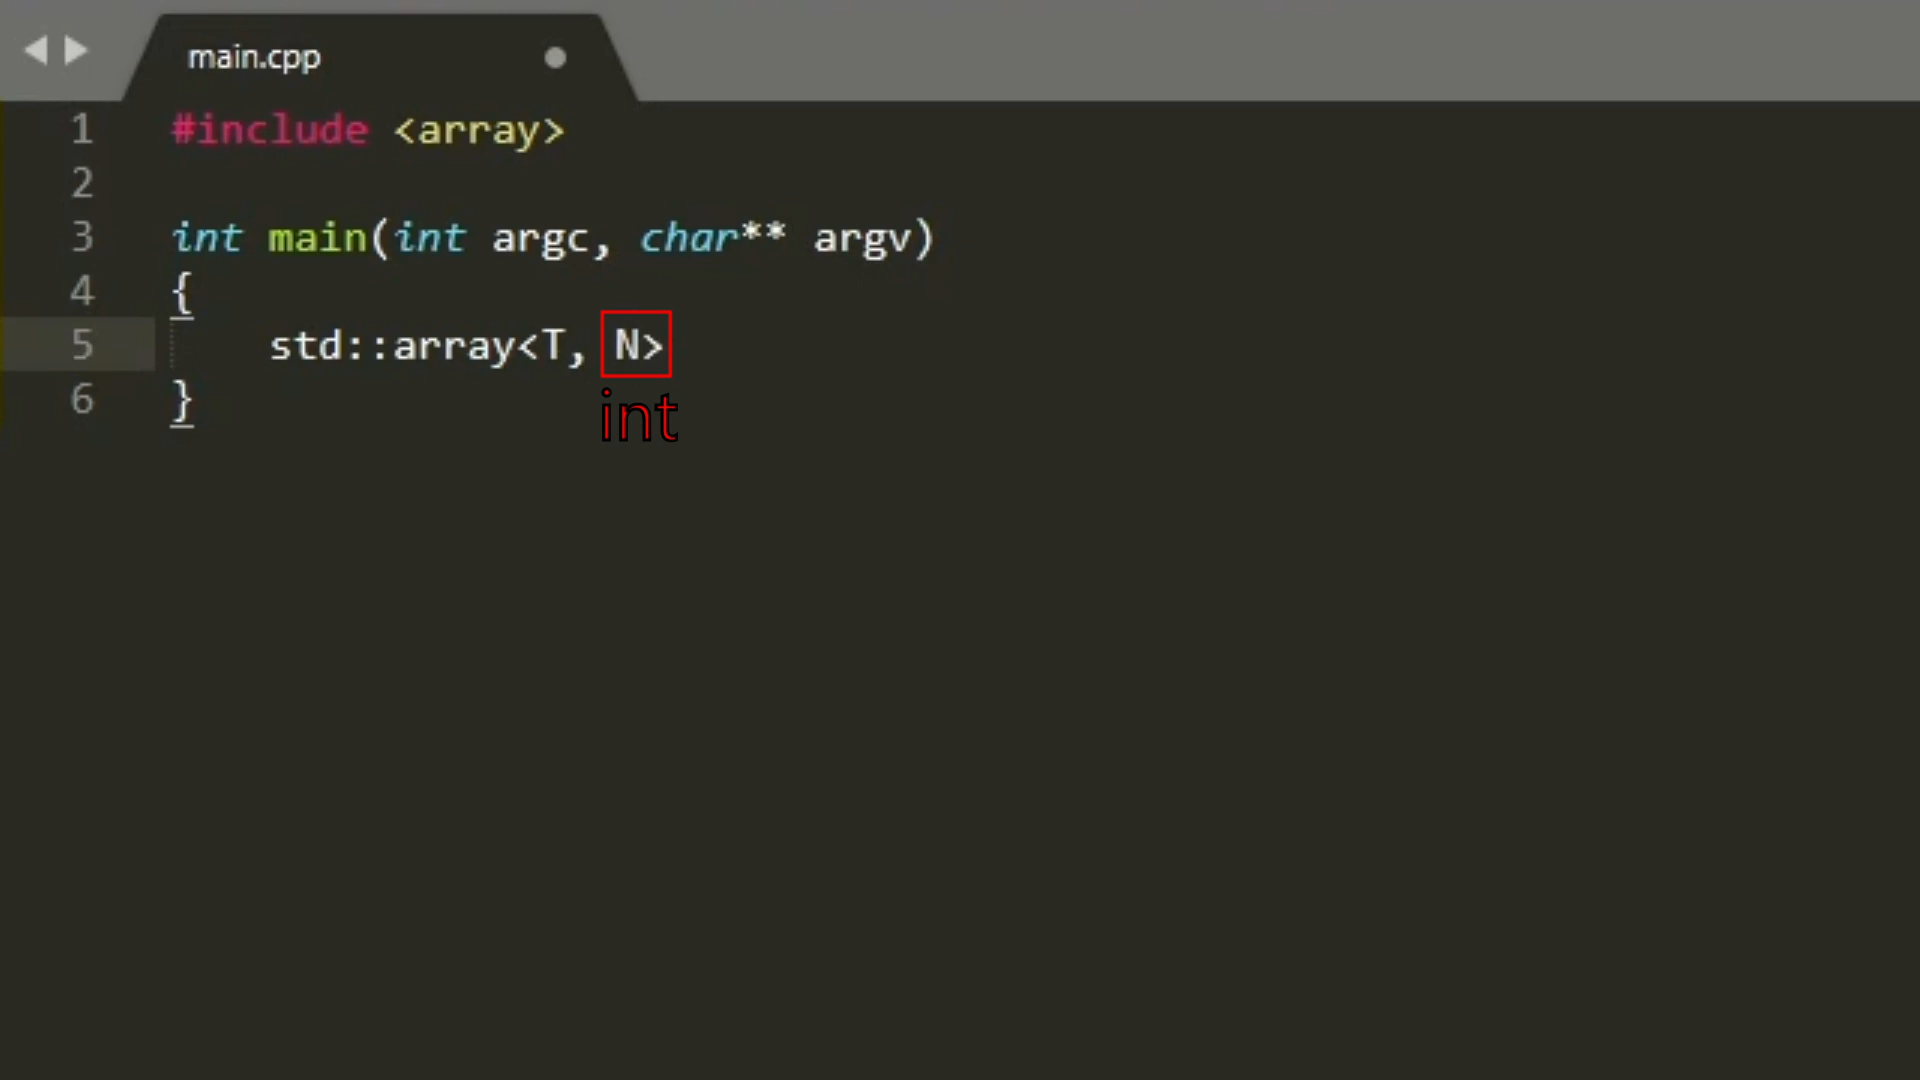 main.cpp
1 #include <array>
2
3 int main(int argc, char** argv)
4 {
5 std::array<T, N>
6 }
int